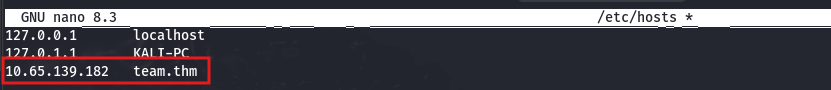 GNU nano 8.3 /etc/hosts *
127.0.0.1 localhost
127.0.1.1 KALI-PC
10.65.139.182 team.thm